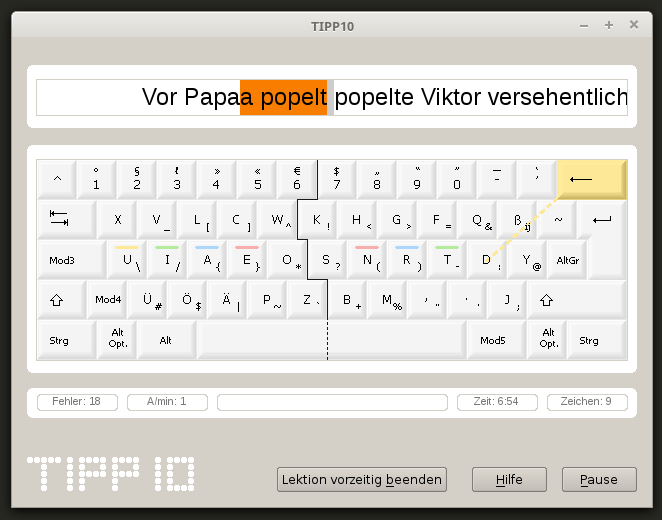 TIPP10
Vor Papaa popelt popelte Viktor versehentlich
^ ° 1 § 2 ℓ 3 » 4 « 5 € 6 $ 7 „ 8 “ 9 ” 0 — - ¸ ` ←
X V _ L [ C ] W ^ K ! H < G > F = Q & ß ij ~
Mod3 U \ I / A { E } O * S ? N ( R ) T - D : Y @ AltGr
Mod4 Ü # Ö $ Ä | P ~ Z ` B + M % , " . ' J ;
Strg Alt Opt. Alt Mod5 Alt Opt. Strg
Fehler: 18 A/min: 1 Zeit: 6:54 Zeichen: 9
TIPP10 Lektion vorzeitig beenden Hilfe Pause